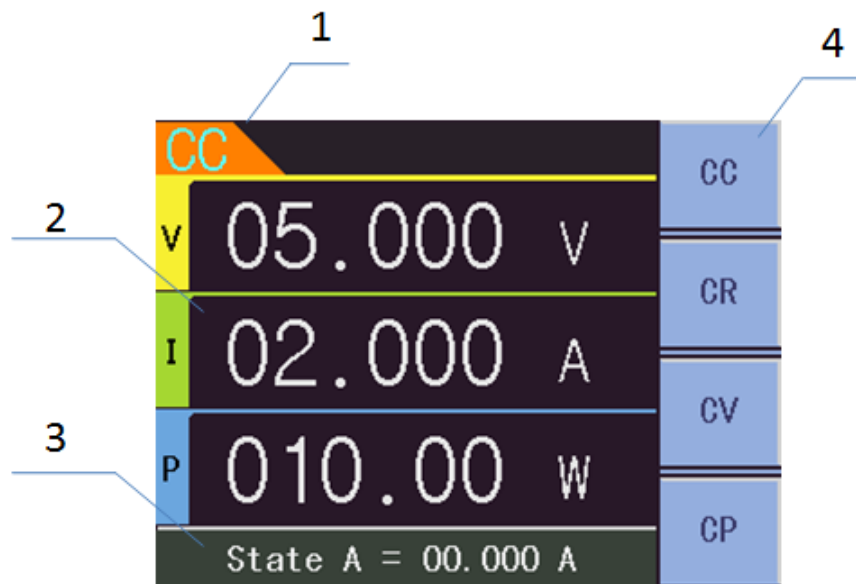 1
4
CC
CC
2
V 05.000 V
CR
I 02.000 A
CV
3
P 010.00 W
CP
State A = 00.000 A